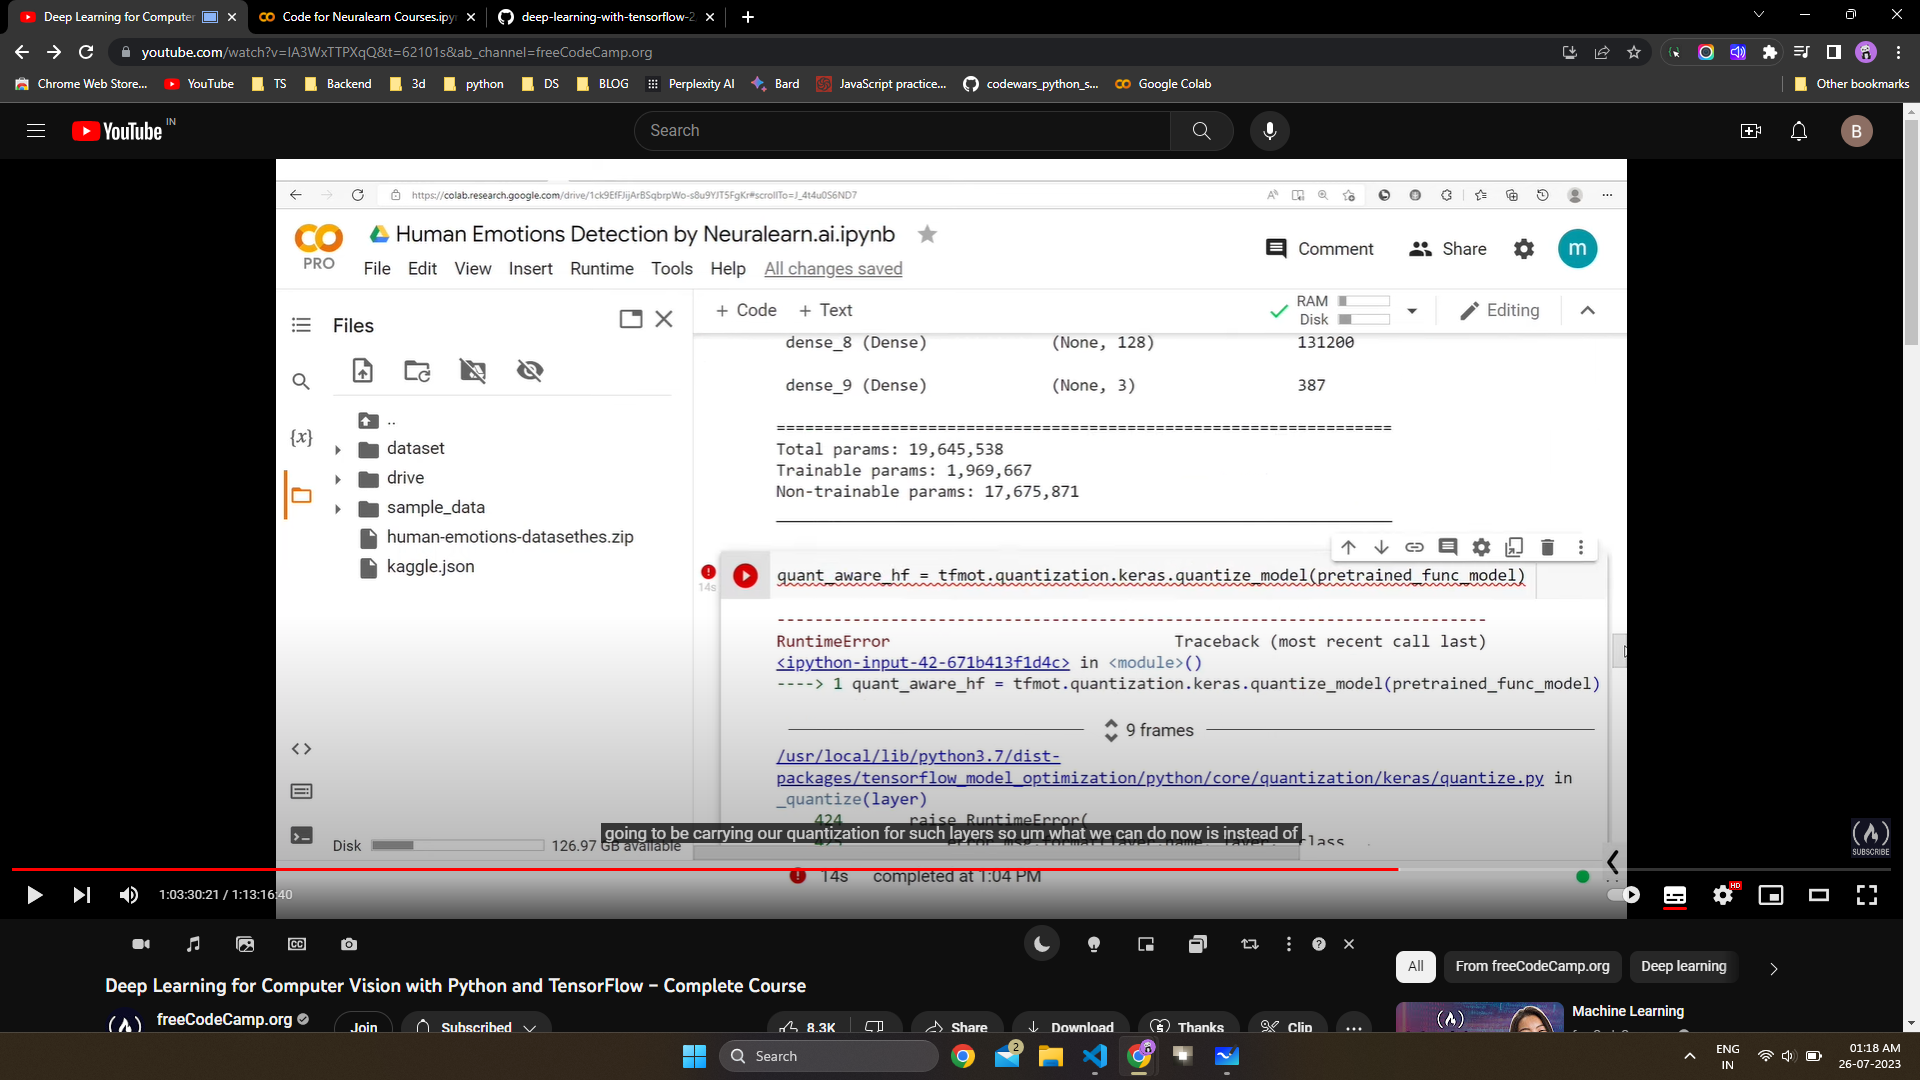 Deep Learning for Computer
Code for Neuralearn Courses.ipyn
deep-learning-with-tensorflow-2
youtube.com/watch?v=IA3WxTTPXqQ&t=62101s&ab_channel=freeCodeCamp.org
Chrome Web Store...
YouTube
TS
Backend
3d
python
DS
BLOG
Perplexity AI
Bard
JavaScript practice...
codewars_python_s...
Google Colab
Other bookmarks
YouTube IN
Search
B
https://colab.research.google.com/drive/1ck9EfFJijArBSqbrpWo-s8u9YJT5FgKr#scrollTo=J_4t4u0S6ND7
PRO
Human Emotions Detection by Neuralearn.ai.ipynb
File Edit View Insert Runtime Tools Help All changes saved
Comment
Share
m
Files
+ Code + Text
RAM
Disk
Editing
..
dataset
drive
sample_data
human-emotions-datasethes.zip
kaggle.json
{x}
dense_8 (Dense) (None, 128) 131200
dense_9 (Dense) (None, 3) 387
=================================================================
Total params: 19,645,538
Trainable params: 1,969,667
Non-trainable params: 17,675,871
_________________________________________________________________
14s
quant_aware_hf = tfmot.quantization.keras.quantize_model(pretrained_func_model)
---------------------------------------------------------------------------
RuntimeError Traceback (most recent call last)
<ipython-input-42-671b413f1d4c> in <module>()
----> 1 quant_aware_hf = tfmot.quantization.keras.quantize_model(pretrained_func_model)
9 frames
/usr/local/lib/python3.7/dist-
packages/tensorflow_model_optimization/python/core/quantization/keras/quantize.py in
_quantize(layer)
424 raise RuntimeError(
going to be carrying our quantization for such layers so um what we can do now is instead of
Disk
126.97 GB available
14s completed at 1:04 PM
SUBSCRIBE
1:03:30:21 / 1:13:16:40
HD
CC
Deep Learning for Computer Vision with Python and TensorFlow – Complete Course
freeCodeCamp.org
Join
Subscribed
8.3K
Share
Download
Thanks
Clip
...
All
From freeCodeCamp.org
Deep learning
Machine Learning
Search
2
ENG
IN
01:18 AM
26-07-2023